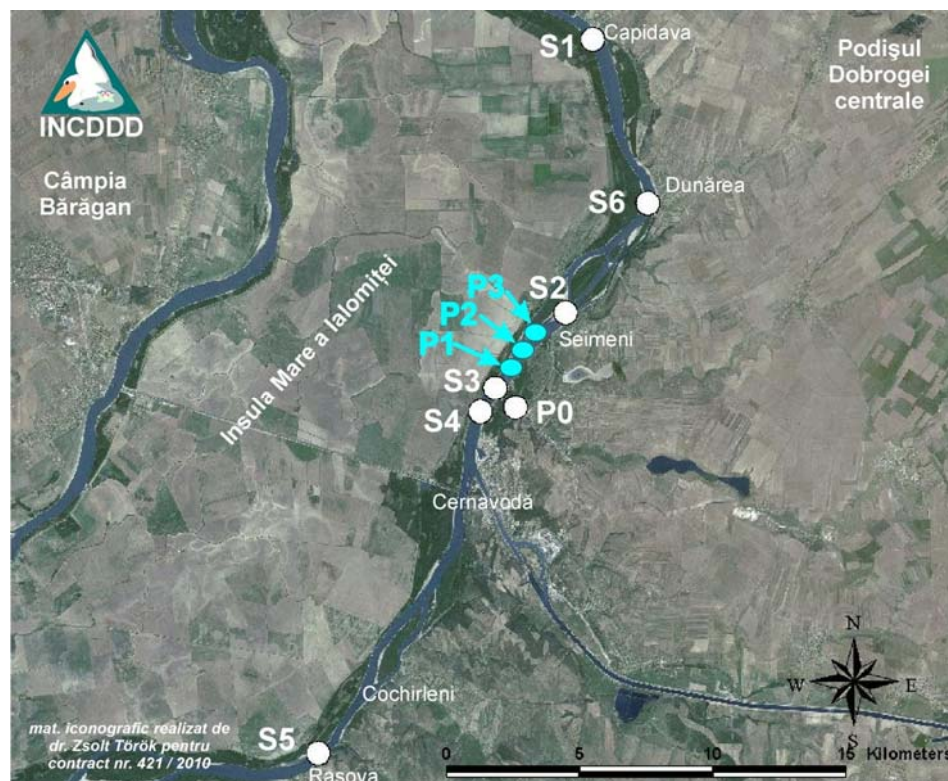 S1
Capidava
Podişul
Dobrogei
centrale
INCDDD
Câmpia
Bărăgan
Dunărea
S6
Insula Mare a Ialomiţei
P3
S2
P2
Seimeni
P1
S3
S4
P0
Cernavodă
N
W
E
S
Cochirleni
mat. iconografic realizat de
dr. Zsolt Török pentru
contract nr. 421 / 2010
S5
Rasova
0 5 10 15 Kilometers